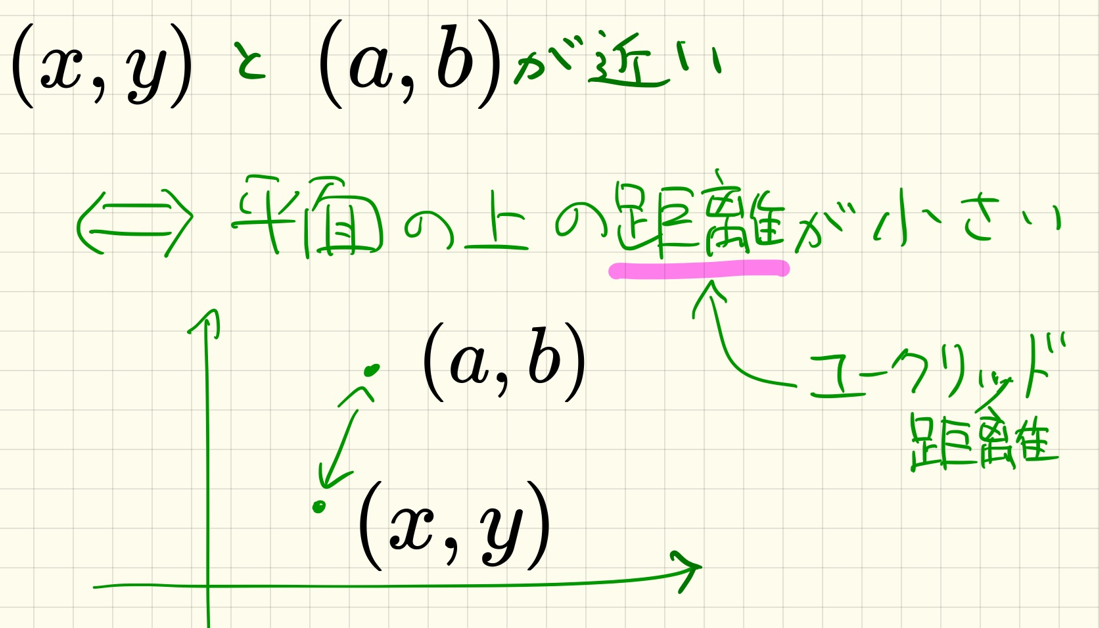 (x, y) と (a, b) が近い
⟺ 平面の上の距離が小さい
(a, b)
ユークリッド
距離
(x, y)